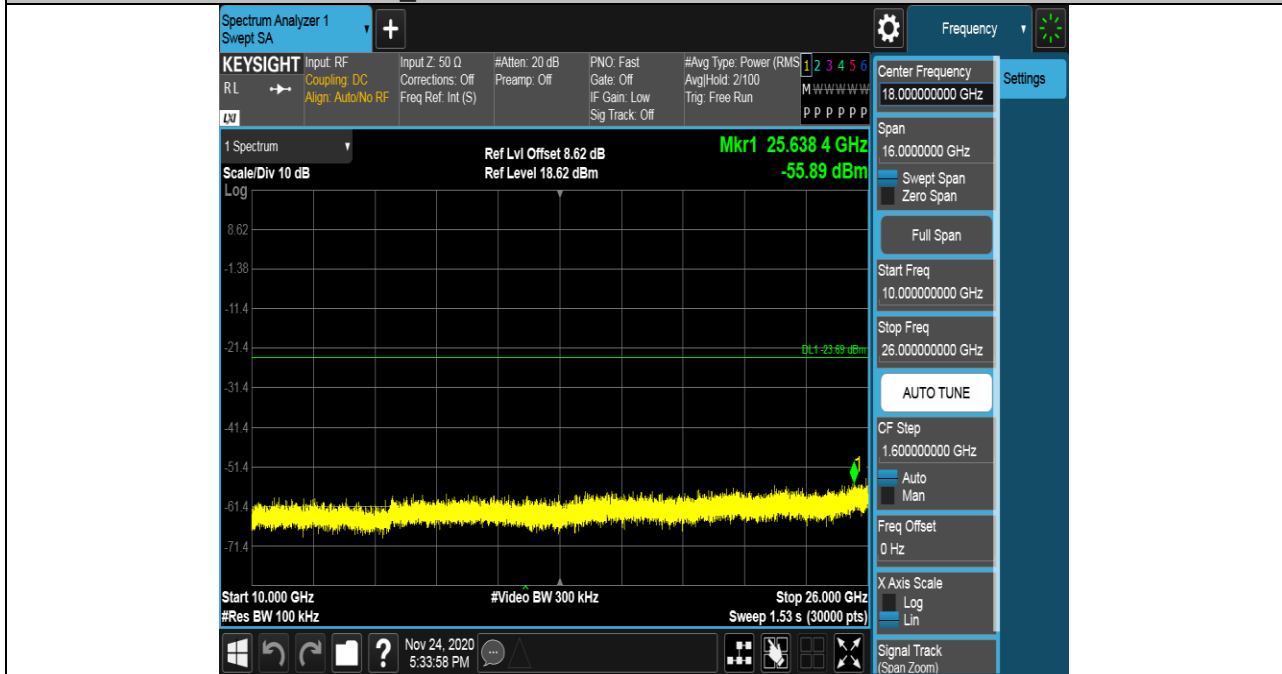 Spectrum Analyzer 1
Swept SA
+
Frequency
KEYSIGHT
RL
LXI
Input: RF
Coupling: DC
Align: Auto/No RF
Input Z: 50 Ω
Corrections: Off
Freq Ref: Int (S)
#Atten: 20 dB
Preamp: Off
PNO: Fast
Gate: Off
IF Gain: Low
Sig Track: Off
#Avg Type: Power (RMS
Avg|Hold: 2/100
Trig: Free Run
1 2 3 4 5 6
M W W W W W
P P P P P P
1 Spectrum
Scale/Div 10 dB
Log
Ref Lvl Offset 8.62 dB
Ref Level 18.62 dBm
Mkr1 25.638 4 GHz
-55.89 dBm
8.62
-1.38
-11.4
-21.4
DL1 -23.69 dBm
-31.4
-41.4
-51.4
1
-61.4
-71.4
Start 10.000 GHz
#Res BW 100 kHz
#Video BW 300 kHz
Stop 26.000 GHz
Sweep 1.53 s (30000 pts)
?
Nov 24, 2020
5:33:58 PM
Center Frequency
18.000000000 GHz
Settings
Span
16.0000000 GHz
Swept Span
Zero Span
Full Span
Start Freq
10.000000000 GHz
Stop Freq
26.000000000 GHz
AUTO TUNE
CF Step
1.600000000 GHz
Auto
Man
Freq Offset
0 Hz
X Axis Scale
Log
Lin
Signal Track
(Span Zoom)